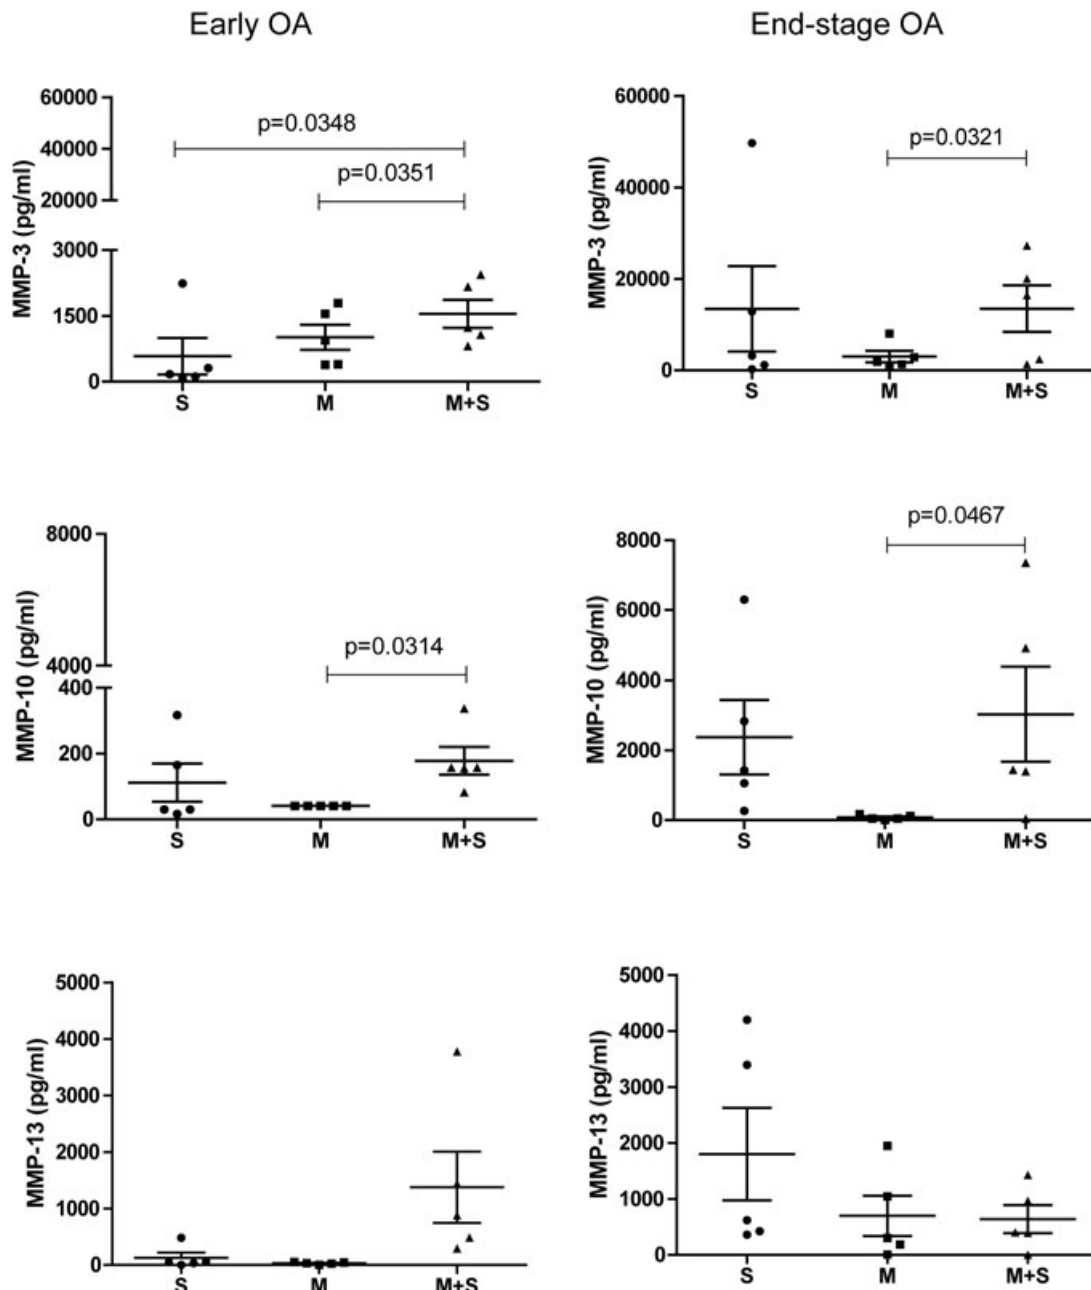 Early OA
End-stage OA
60000
40000
20000
3000
1500
0
MMP-3 (pg/ml)
p=0.0348
p=0.0351
S M M+S
60000
40000
20000
0
MMP-3 (pg/ml)
p=0.0321
S M M+S
8000
4000
400
200
0
MMP-10 (pg/ml)
p=0.0314
S M M+S
8000
6000
4000
2000
0
MMP-10 (pg/ml)
p=0.0467
S M M+S
5000
4000
3000
2000
1000
0
MMP-13 (pg/ml)
S M M+S
5000
4000
3000
2000
1000
0
MMP-13 (pg/ml)
S M M+S